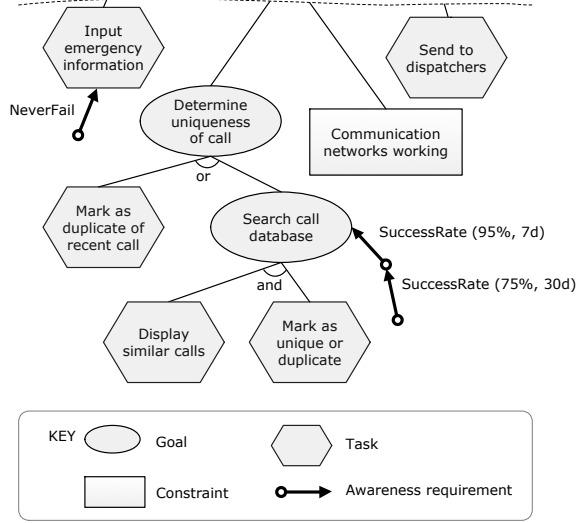 Input
emergency
information
Send to
dispatchers
NeverFail
Determine
uniqueness
of call
Communication
networks working
or
Mark as
duplicate of
recent call
Search call
database
SuccessRate (95%, 7d)
SuccessRate (75%, 30d)
and
Display
similar calls
Mark as
unique or
duplicate
KEY
Goal
Task
Constraint
Awareness requirement